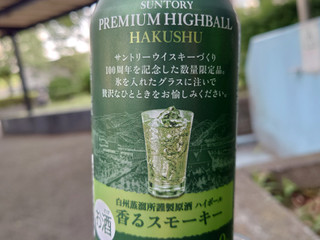 SUNTORY
PREMIUM HIGHBALL
HAKUSHU
サントリーウイスキーづくり
100周年を記念した数量限定品。
氷を入れたグラスに注いで
贅沢なひとときをお愉しみください。
白州蒸溜所謹製原酒 ハイボール
香るスモーキー
お酒